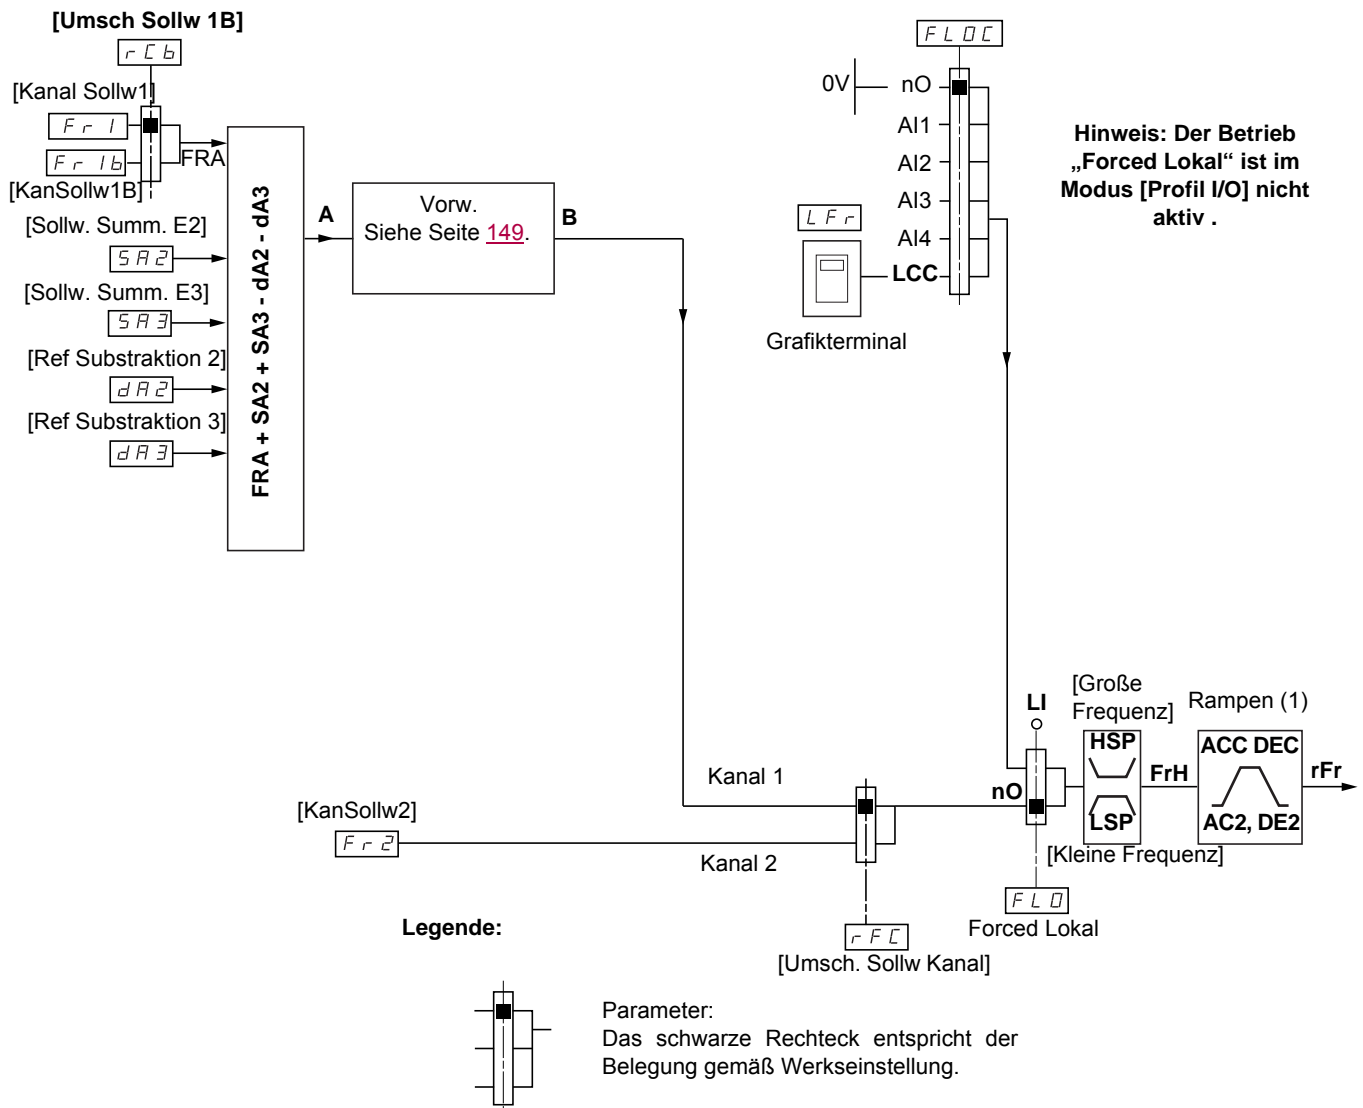 [Umsch Sollw 1B]
rCb
[Kanal Sollw1]
Fr1
FRA
Fr1b
[KanSollw1B]
[Sollw. Summ. E2]
SA2
[Sollw. Summ. E3]
SA3
[Ref Substraktion 2]
dA2
[Ref Substraktion 3]
dA3
FRA + SA2 + SA3 - dA2 - dA3
A
Vorw.
Siehe Seite 149.
B
FLOC
0V
nO
AI1
AI2
AI3
AI4
LCC
LFr
Grafikterminal
Hinweis: Der Betrieb
„Forced Lokal“ ist im
Modus [Profil I/O] nicht
aktiv .
Kanal 1
[KanSollw2]
Fr2
Kanal 2
rFC
[Umsch. Sollw Kanal]
LI
nO
FLO
Forced Lokal
[Große
Frequenz]
HSP
LSP
[Kleine Frequenz]
FrH
Rampen (1)
ACC DEC
AC2, DE2
rFr
Legende:
Parameter:
Das schwarze Rechteck entspricht der
Belegung gemäß Werkseinstellung.